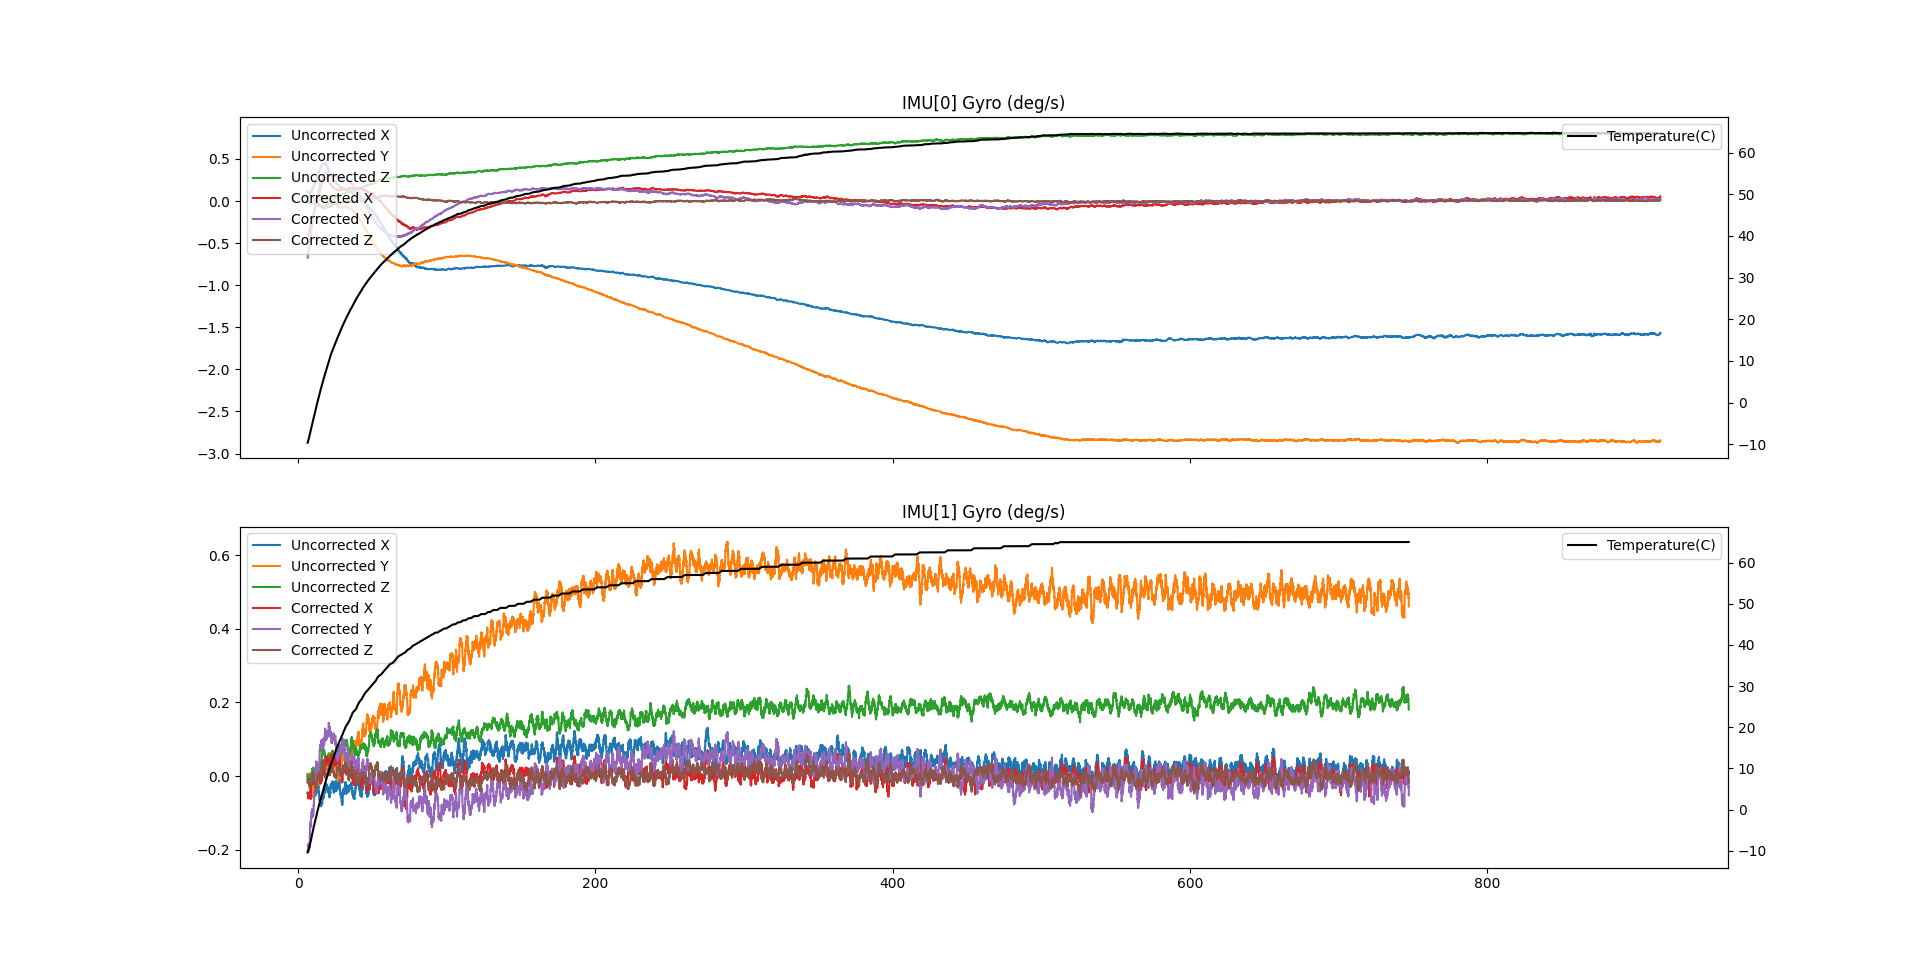 IMU[0] Gyro (deg/s)
Uncorrected X
Uncorrected Y
Uncorrected Z
Corrected X
Corrected Y
Corrected Z
Temperature(C)
0.5
0.0
−0.5
−1.0
−1.5
−2.0
−2.5
−3.0
60
50
40
30
20
10
0
−10
IMU[1] Gyro (deg/s)
Uncorrected X
Uncorrected Y
Uncorrected Z
Corrected X
Corrected Y
Corrected Z
Temperature(C)
0.6
0.4
0.2
0.0
−0.2
60
50
40
30
20
10
0
−10
0 200 400 600 800